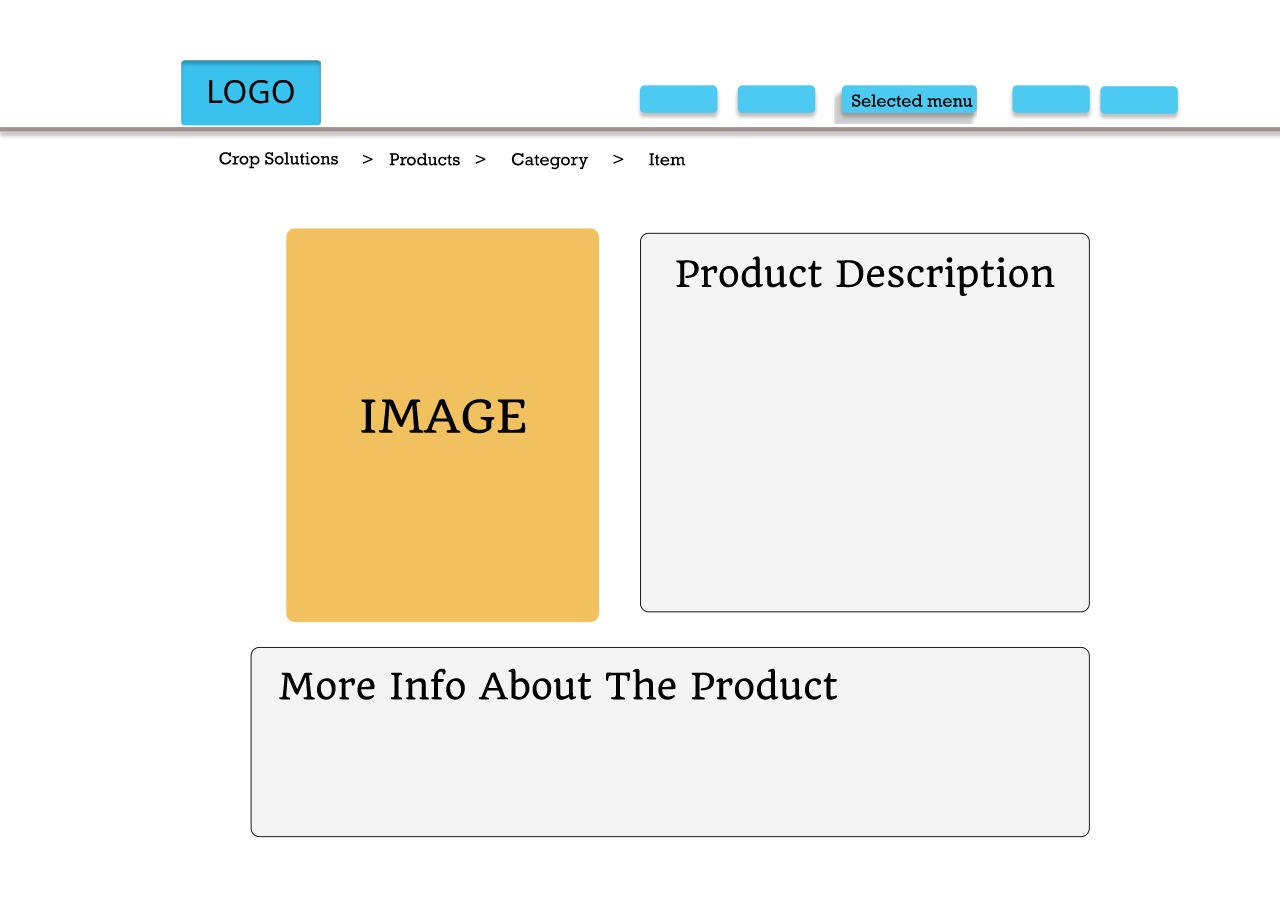 LOGO
Selected menu
Crop Solutions > Products > Category > Item
IMAGE
Product Description
More Info About The Product